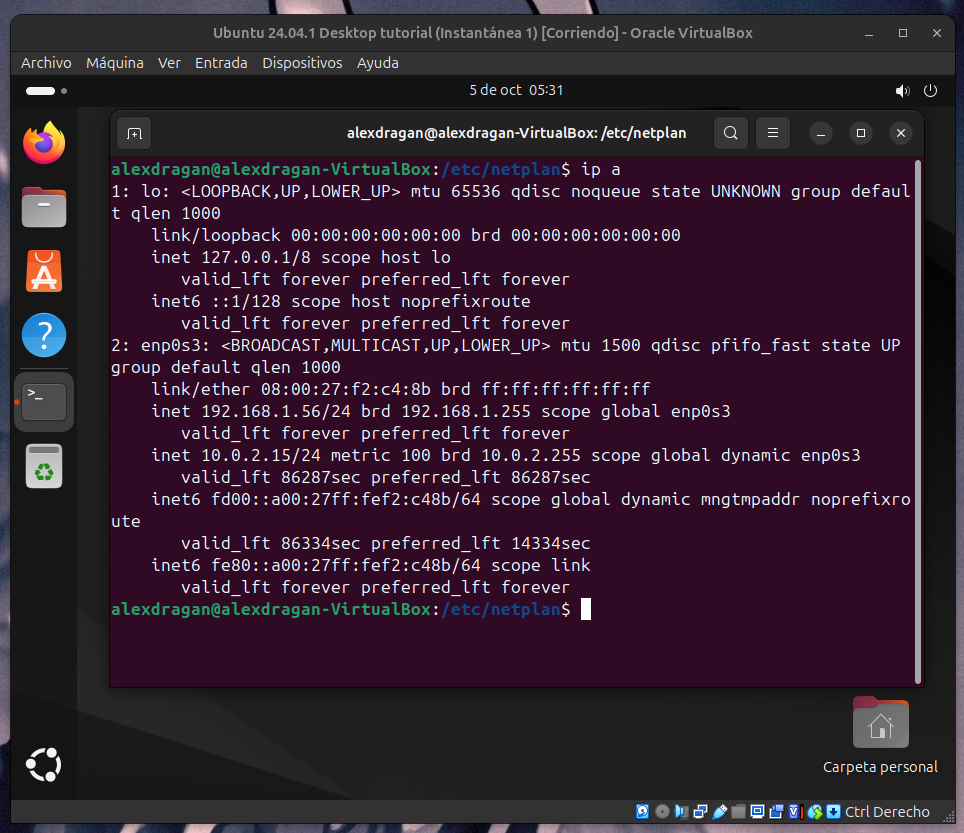 Ubuntu 24.04.1 Desktop tutorial (Instantánea 1) [Corriendo] - Oracle VirtualBox
Archivo Máquina Ver Entrada Dispositivos Ayuda
5 de oct 05:31
alexdragan@alexdragan-VirtualBox: /etc/netplan
alexdragan@alexdragan-VirtualBox:/etc/netplan$ ip a
1: lo: <LOOPBACK,UP,LOWER_UP> mtu 65536 qdisc noqueue state UNKNOWN group defaul
t qlen 1000
link/loopback 00:00:00:00:00:00 brd 00:00:00:00:00:00
inet 127.0.0.1/8 scope host lo
valid_lft forever preferred_lft forever
inet6 ::1/128 scope host noprefixroute
valid_lft forever preferred_lft forever
2: enp0s3: <BROADCAST,MULTICAST,UP,LOWER_UP> mtu 1500 qdisc pfifo_fast state UP
group default qlen 1000
link/ether 08:00:27:f2:c4:8b brd ff:ff:ff:ff:ff:ff
inet 192.168.1.56/24 brd 192.168.1.255 scope global enp0s3
valid_lft forever preferred_lft forever
inet 10.0.2.15/24 metric 100 brd 10.0.2.255 scope global dynamic enp0s3
valid_lft 86287sec preferred_lft 86287sec
inet6 fd00::a00:27ff:fef2:c48b/64 scope global dynamic mngtmpaddr noprefixro
ute
valid_lft 86334sec preferred_lft 14334sec
inet6 fe80::a00:27ff:fef2:c48b/64 scope link
valid_lft forever preferred_lft forever
alexdragan@alexdragan-VirtualBox:/etc/netplan$
Carpeta personal
Ctrl Derecho